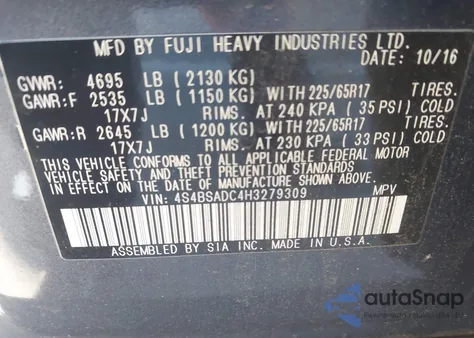 MFD BY FUJI HEAVY INDUSTRIES LTD.
DATE: 10/16
GVWR: 4695 LB (2130 KG)
GAWR:F 2535 LB (1150 KG) WITH 225/65R17 TIRES.
17X7J RIMS. AT 240 KPA (35 PSI) COLD
GAWR:R 2645 LB (1200 KG) WITH 225/65R17 TIRES.
17X7J RIMS. AT 230 KPA (33 PSI) COLD
THIS VEHICLE CONFORMS TO ALL APPLICABLE FEDERAL MOTOR
VEHICLE SAFETY AND THEFT PREVENTION STANDARDS
IN EFFECT ON THE DATE OF MANUFACTURE SHOWN ABOVE.
VIN: 4S4BSADC4H3279309 MPV
ASSEMBLED BY SIA INC. MADE IN U.S.A.
autoSnap